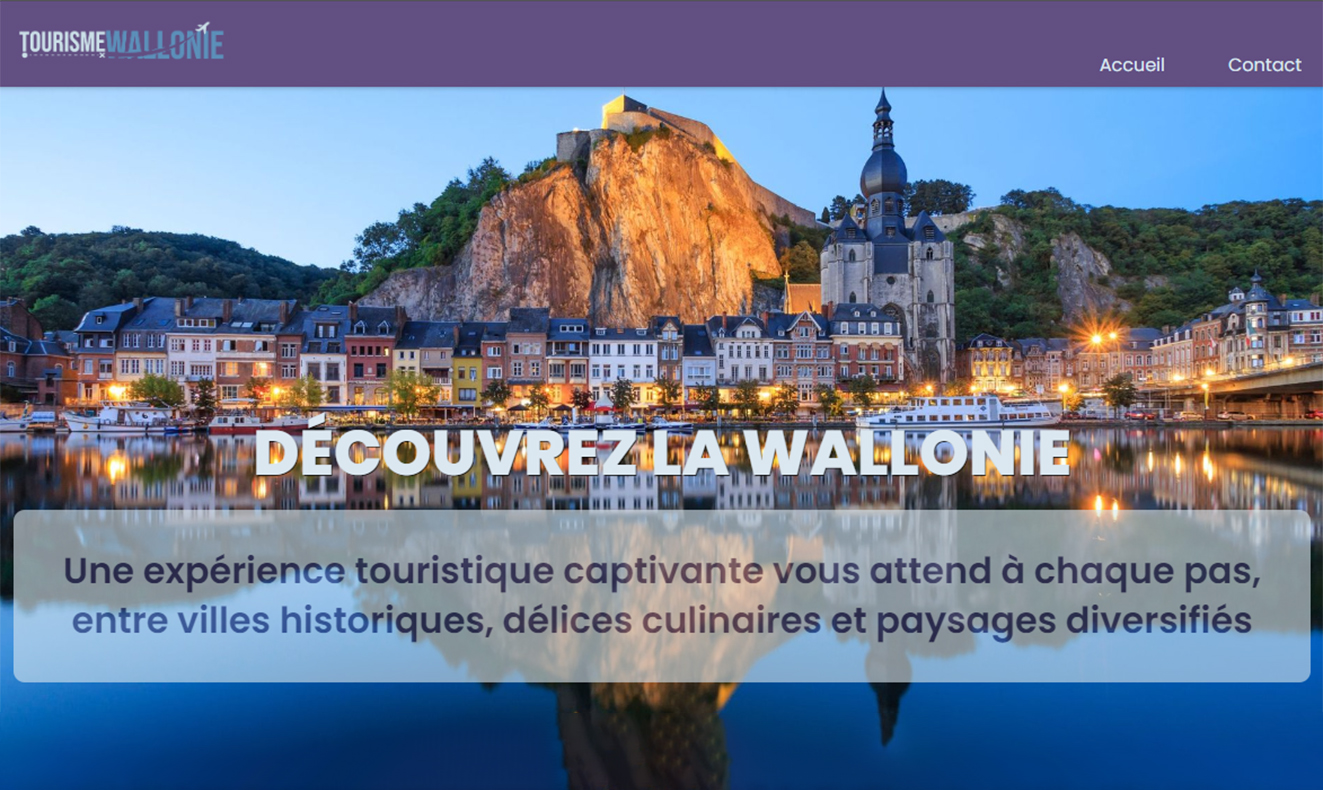 TOURISMEWALLONIE
Accueil Contact
DÉCOUVREZ LA WALLONIE
Une expérience touristique captivante vous attend à chaque pas,
entre villes historiques, délices culinaires et paysages diversifiés